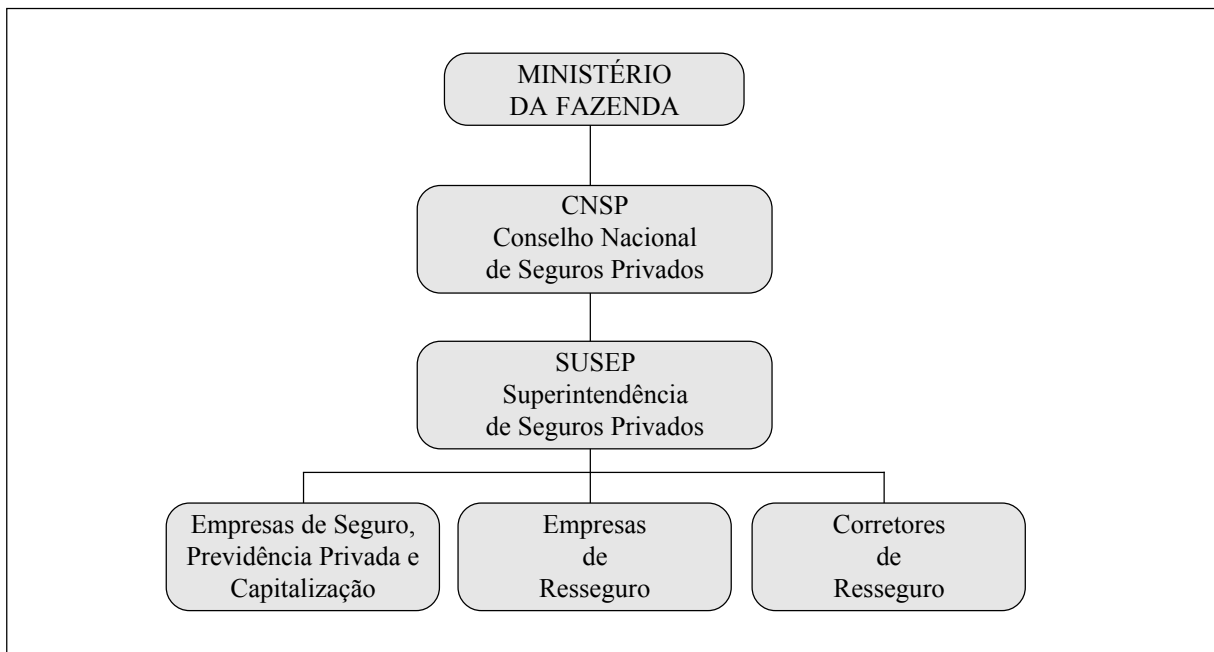 MINISTÉRIO
DA FAZENDA
CNSP
Conselho Nacional
de Seguros Privados
SUSEP
Superintendência
de Seguros Privados
Empresas de Seguro,
Previdência Privada e
Capitalização
Empresas
de
Resseguro
Corretores
de
Resseguro